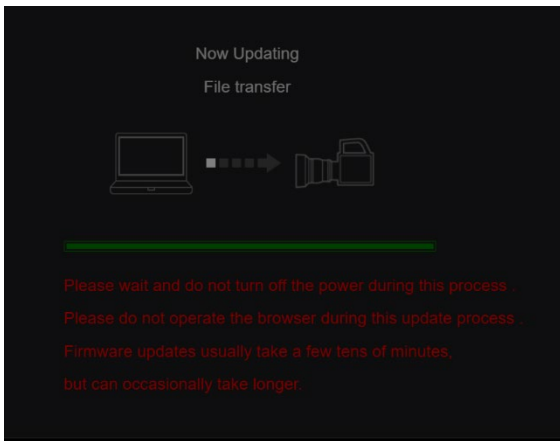 Now Updating
File transfer
Please wait and do not turn off the power during this process .
Please do not operate the browser during this update process .
Firmware updates usually take a few tens of minutes,
but can occasionally take longer.